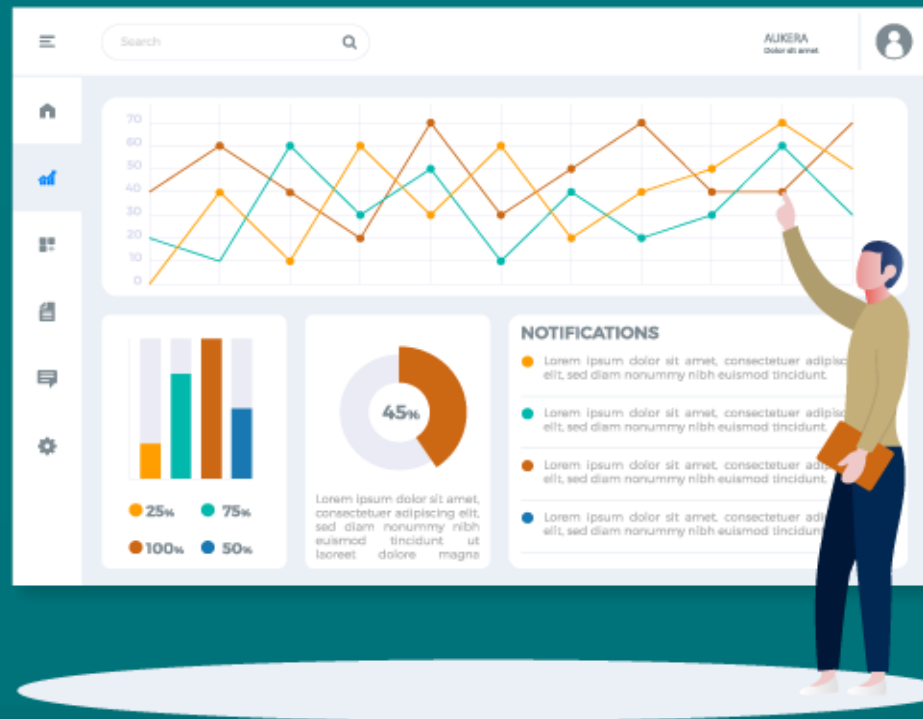 Search
AUKERA
Dolor sit amet
70
60
50
40
30
20
10
0
25%
75%
100%
50%
45%
Lorem ipsum dolor sit amet,
consectetuer adipiscing elit,
sed diam nonummy nibh
euismod tincidunt ut
laoreet dolore magna
NOTIFICATIONS
Lorem ipsum dolor sit amet, consectetuer adipisc
elit, sed diam nonummy nibh euismod tincidunt.
Lorem ipsum dolor sit amet, consectetuer adipisc
elit, sed diam nonummy nibh euismod tincidunt.
Lorem ipsum dolor sit amet, consectetuer adip
elit, sed diam nonummy nibh euismod tincidunt
Lorem ipsum dolor sit amet, consectetuer adi
elit, sed diam nonummy nibh euismod tincidunt